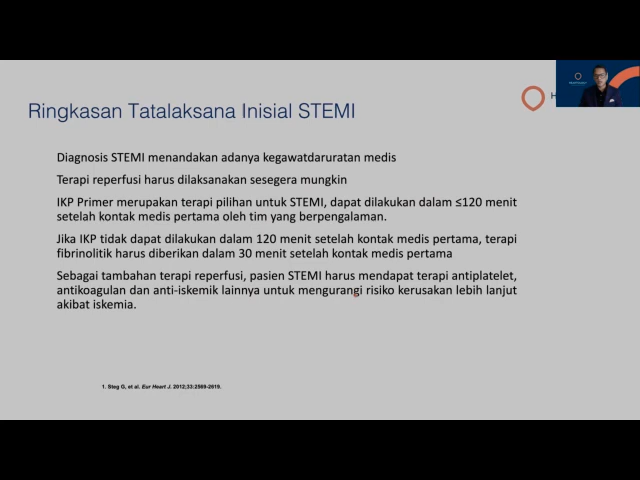 Ringkasan Tatalaksana Inisial STEMI
Diagnosis STEMI menandakan adanya kegawatdaruratan medis
Terapi reperfusi harus dilaksanakan sesegera mungkin
IKP Primer merupakan terapi pilihan untuk STEMI, dapat dilakukan dalam ≤120 menit
setelah kontak medis pertama oleh tim yang berpengalaman.
Jika IKP tidak dapat dilakukan dalam 120 menit setelah kontak medis pertama, terapi
fibrinolitik harus diberikan dalam 30 menit setelah kontak medis pertama
Sebagai tambahan terapi reperfusi, pasien STEMI harus mendapat terapi antiplatelet,
antikoagulan dan anti-iskemik lainnya untuk mengurangi risiko kerusakan lebih lanjut
akibat iskemia.
1. Steg G, et al. Eur Heart J. 2012;33:2569-2619.